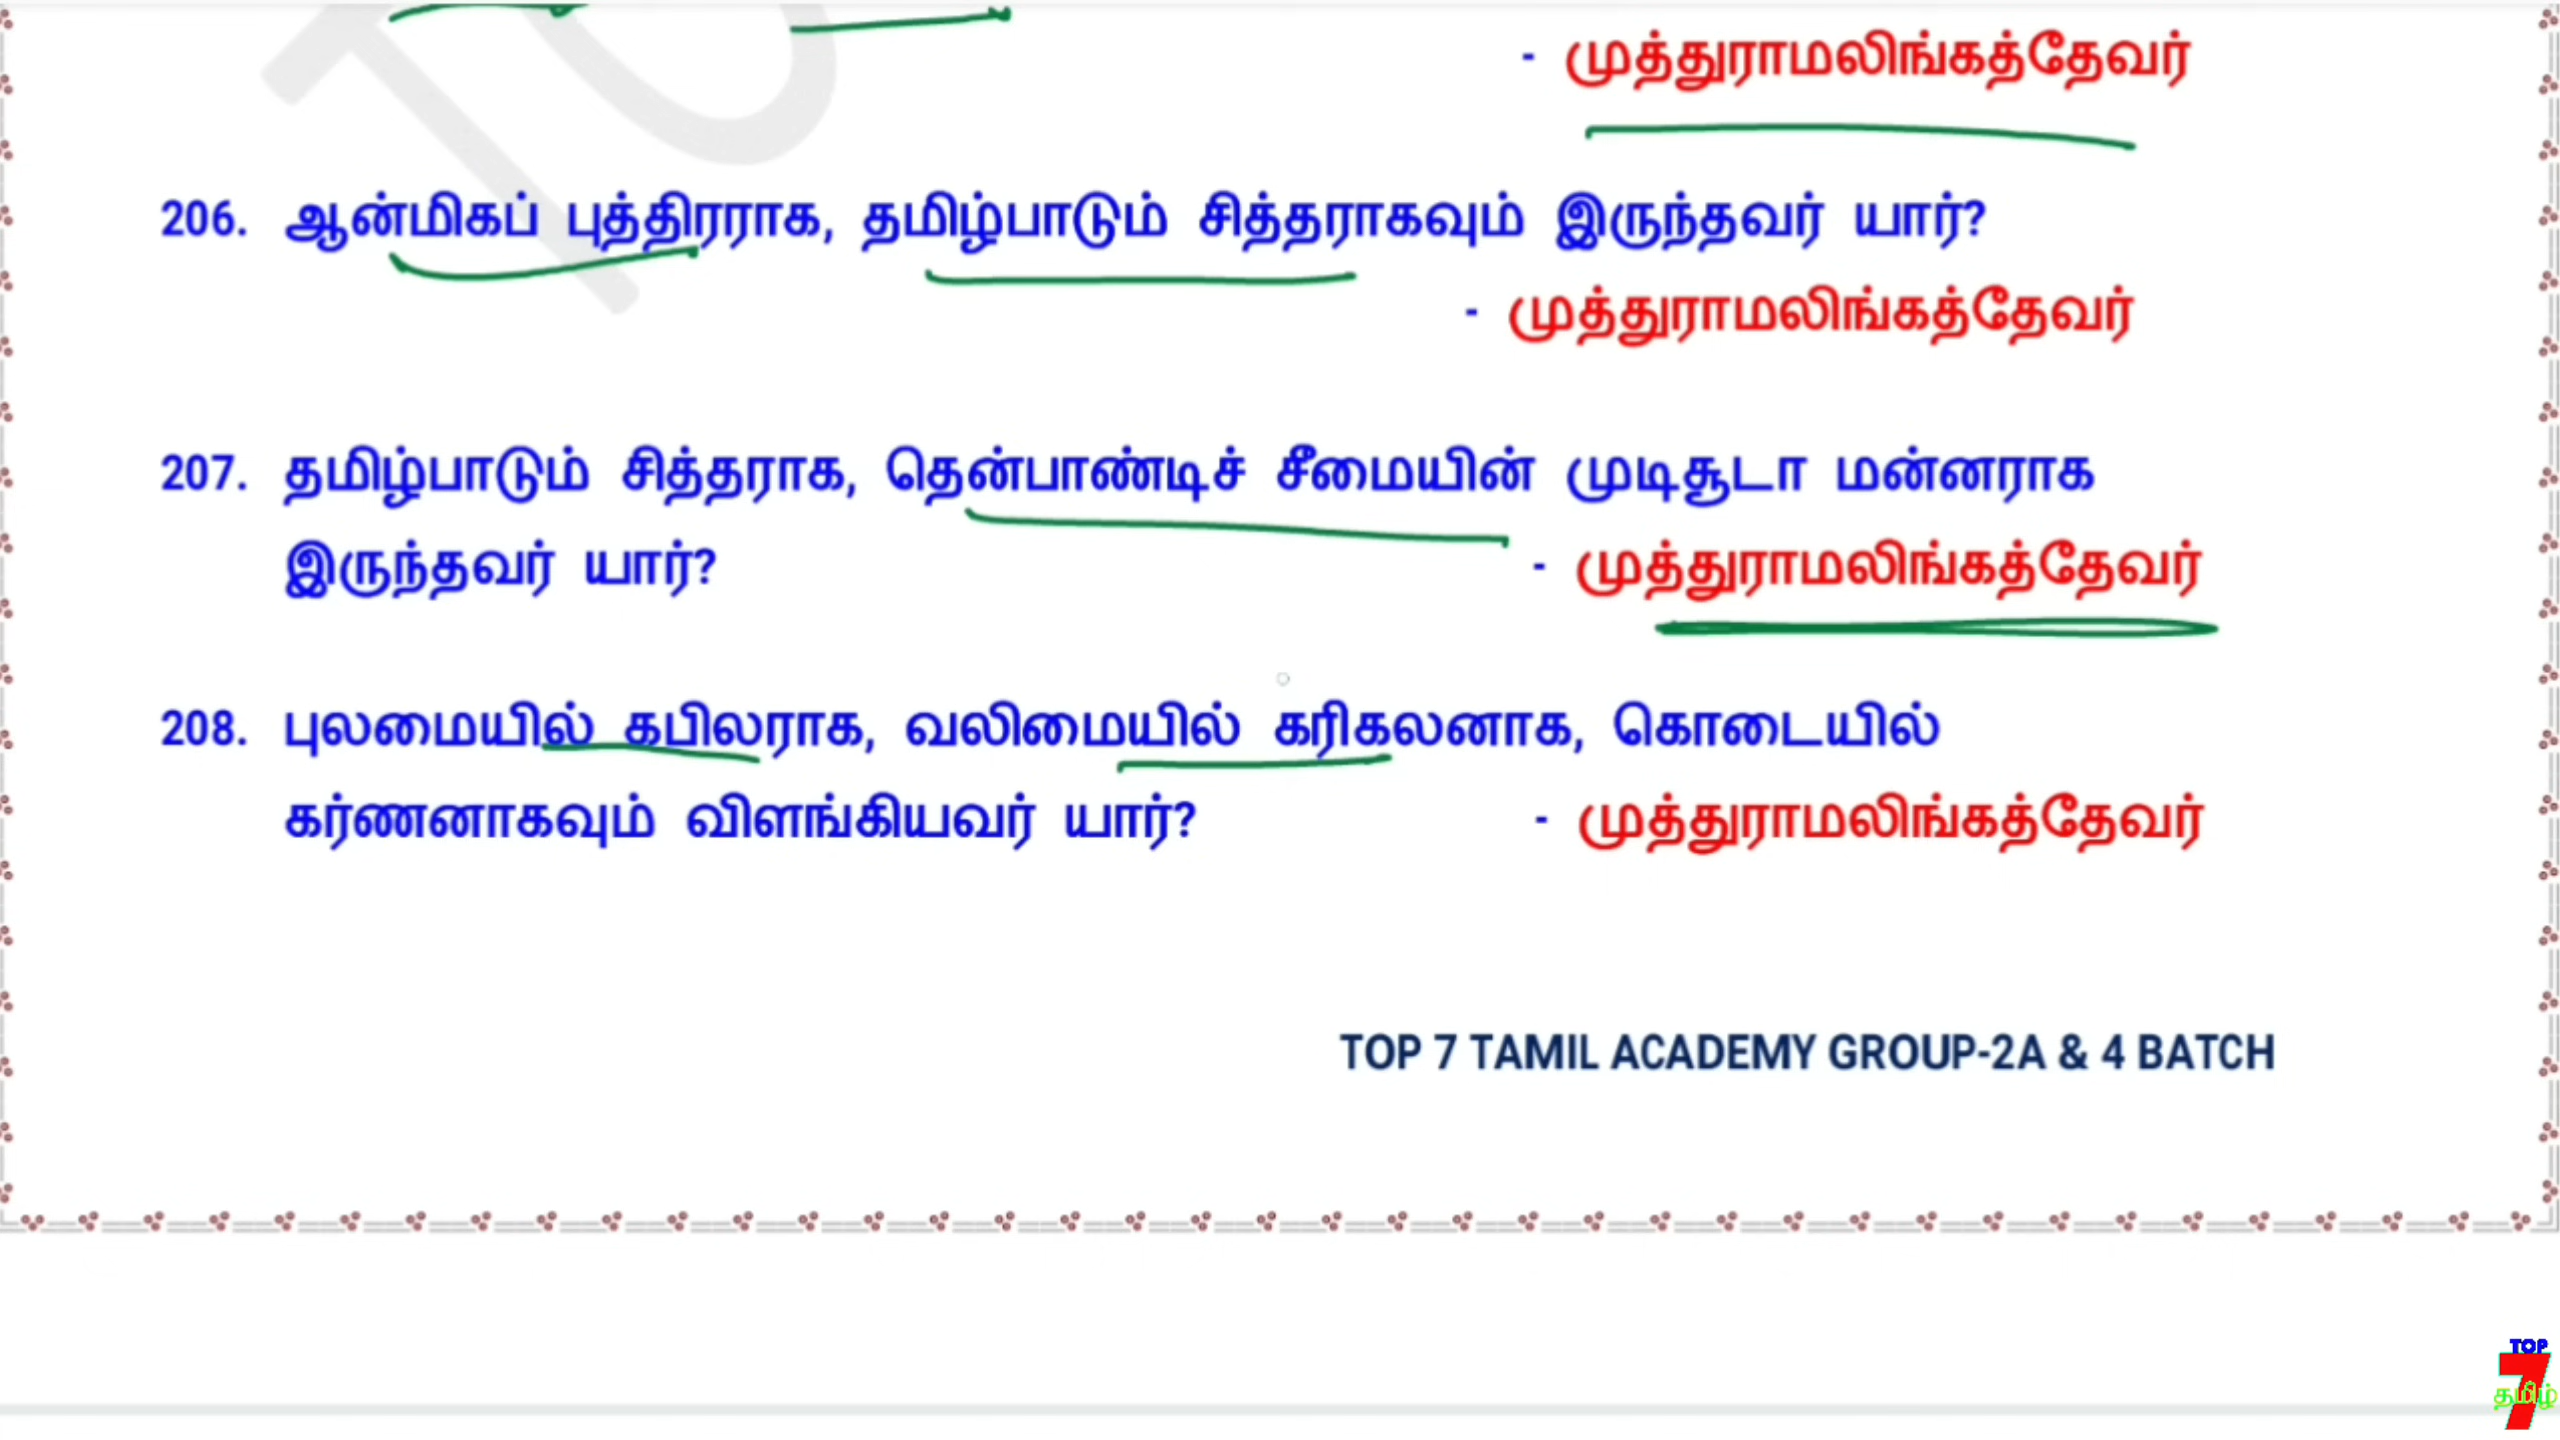 - முத்துராமலிங்கத்தேவர்
206. ஆன்மிகப் புத்திரராக, தமிழ்பாடும் சித்தராகவும் இருந்தவர் யார்?
- முத்துராமலிங்கத்தேவர்
207. தமிழ்பாடும் சித்தராக, தென்பாண்டிச் சீமையின் முடிசூடா மன்னராக
இருந்தவர் யார்? - முத்துராமலிங்கத்தேவர்
208. புலமையில் கபிலராக, வலிமையில் கரிகலனாக, கொடையில்
கர்ணனாகவும் விளங்கியவர் யார்? - முத்துராமலிங்கத்தேவர்
TOP 7 TAMIL ACADEMY GROUP-2A & 4 BATCH
TOP
7
தமிழ்